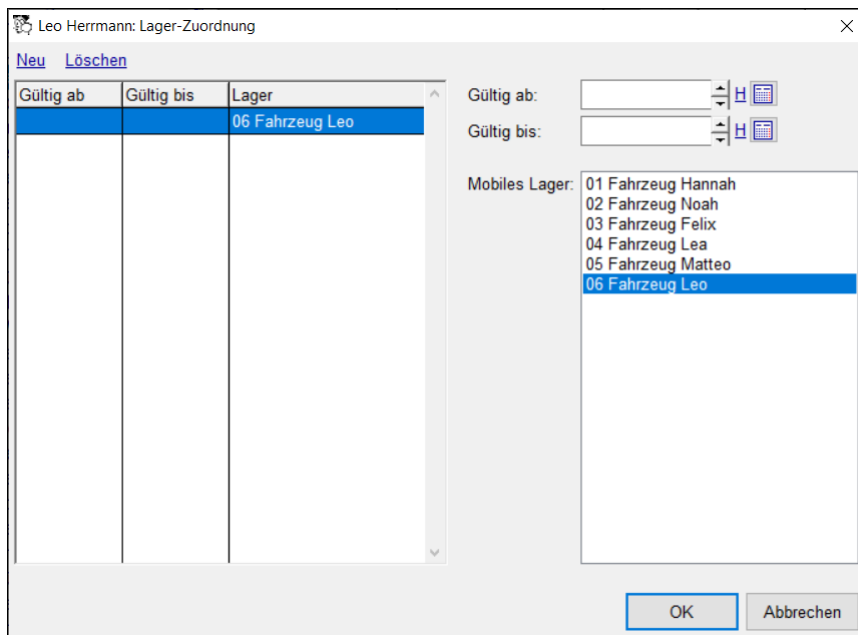 Leo Herrmann: Lager-Zuordnung
Neu Löschen
Gültig ab Gültig bis Lager
06 Fahrzeug Leo
Gültig ab: H
Gültig bis: H
Mobiles Lager:
01 Fahrzeug Hannah
02 Fahrzeug Noah
03 Fahrzeug Felix
04 Fahrzeug Lea
05 Fahrzeug Matteo
06 Fahrzeug Leo
OK Abbrechen